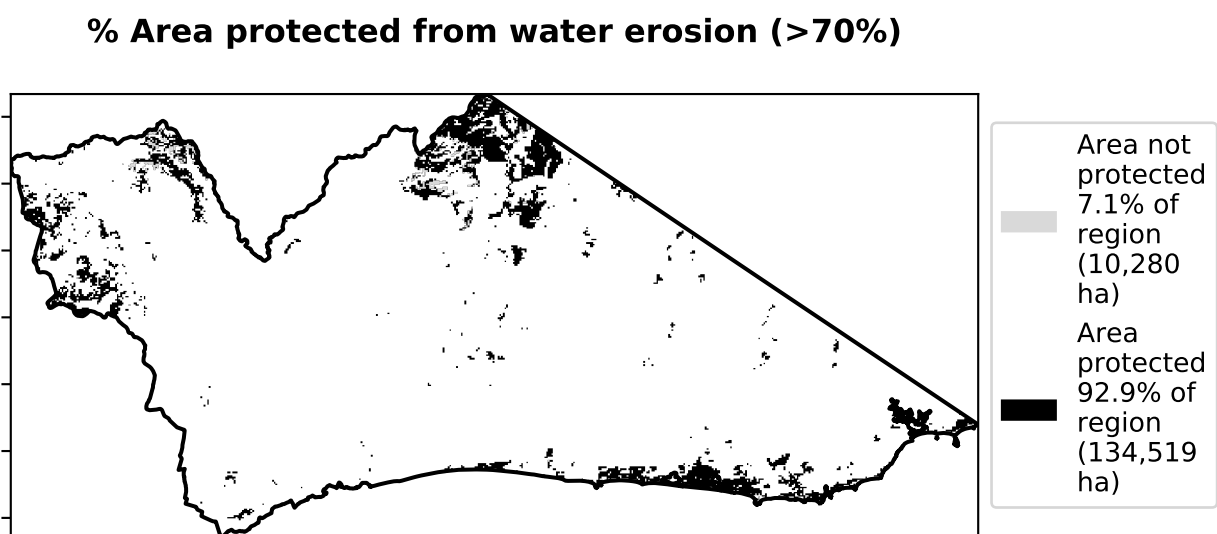 % Area protected from water erosion (>70%)
Area not
protected
7.1% of
region
(10,280
ha)
Area
protected
92.9% of
region
(134,519
ha)